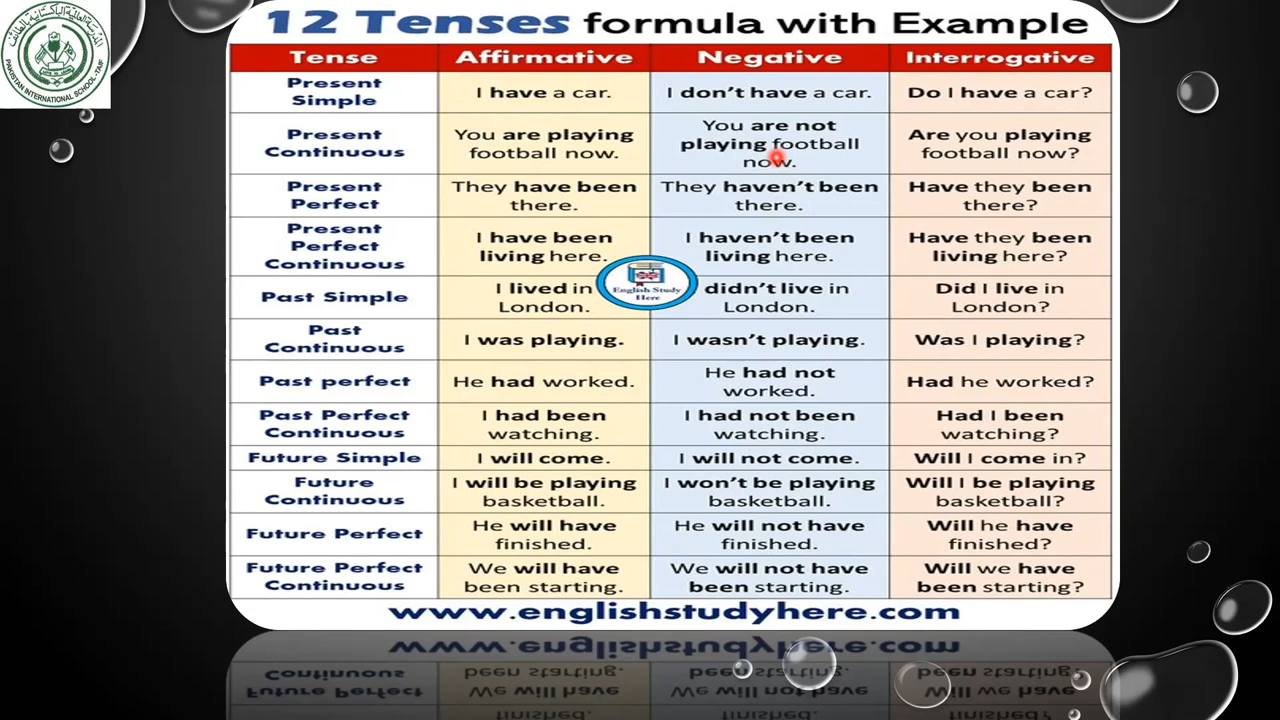 12 Tenses formula with Example
Tense Affirmative Negative Interrogative
Present
Simple
I have a car.
I don't have a car.
Do I have a car?
Present
Continuous
You are playing
football now.
You are not
playing football
now.
Are you playing
football now?
Present
Perfect
They have been
there.
They haven't been
there.
Have they been
there?
Present
Perfect
Continuous
I have been
living here.
I haven't been
living here.
Have they been
living here?
Past Simple
I lived in
London.
didn't live in
London.
Did I live in
London?
English Study
Here
Past
Continuous
I was playing.
I wasn't playing.
Was I playing?
Past perfect
He had worked.
He had not
worked.
Had he worked?
Past Perfect
Continuous
I had been
watching.
I had not been
watching.
Had I been
watching?
Future Simple
I will come.
I will not come.
Will I come in?
Future
Continuous
I will be playing
basketball.
I won't be playing
basketball.
Will I be playing
basketball?
Future Perfect
He will have
finished.
He will not have
finished.
Will he have
finished?
Future Perfect
Continuous
We will have
been starting.
We will not have
been starting.
Will we have
been starting?
www.englishstudyhere.com
PAKISTAN INTERNATIONAL SCHOOL-TAIF